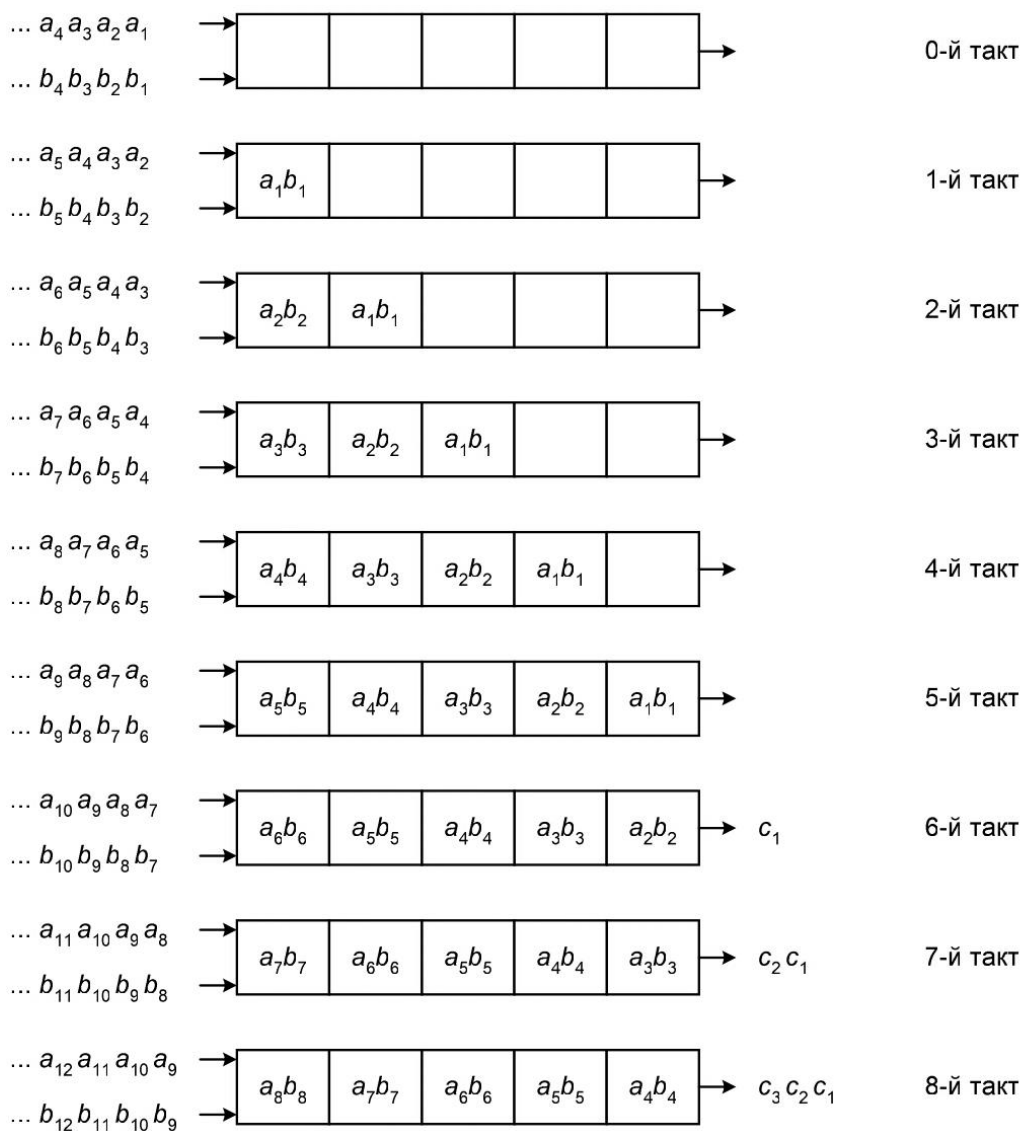 ... a₄ a₃ a₂ a₁
0-й такт
... b₄ b₃ b₂ b₁
... a₅ a₄ a₃ a₂
a₁b₁ 1-й такт
... b₅ b₄ b₃ b₂
... a₆ a₅ a₄ a₃
a₂b₂ a₁b₁ 2-й такт
... b₆ b₅ b₄ b₃
... a₇ a₆ a₅ a₄
a₃b₃ a₂b₂ a₁b₁ 3-й такт
... b₇ b₆ b₅ b₄
... a₈ a₇ a₆ a₅
a₄b₄ a₃b₃ a₂b₂ a₁b₁ 4-й такт
... b₈ b₇ b₆ b₅
... a₉ a₈ a₇ a₆
a₅b₅ a₄b₄ a₃b₃ a₂b₂ a₁b₁ 5-й такт
... b₉ b₈ b₇ b₆
... a₁₀ a₉ a₈ a₇
a₆b₆ a₅b₅ a₄b₄ a₃b₃ a₂b₂ c₁ 6-й такт
... b₁₀ b₉ b₈ b₇
... a₁₁ a₁₀ a₉ a₈
a₇b₇ a₆b₆ a₅b₅ a₄b₄ a₃b₃ c₂ c₁ 7-й такт
... b₁₁ b₁₀ b₉ b₈
... a₁₂ a₁₁ a₁₀ a₉
a₈b₈ a₇b₇ a₆b₆ a₅b₅ a₄b₄ c₃ c₂ c₁ 8-й такт
... b₁₂ b₁₁ b₁₀ b₉